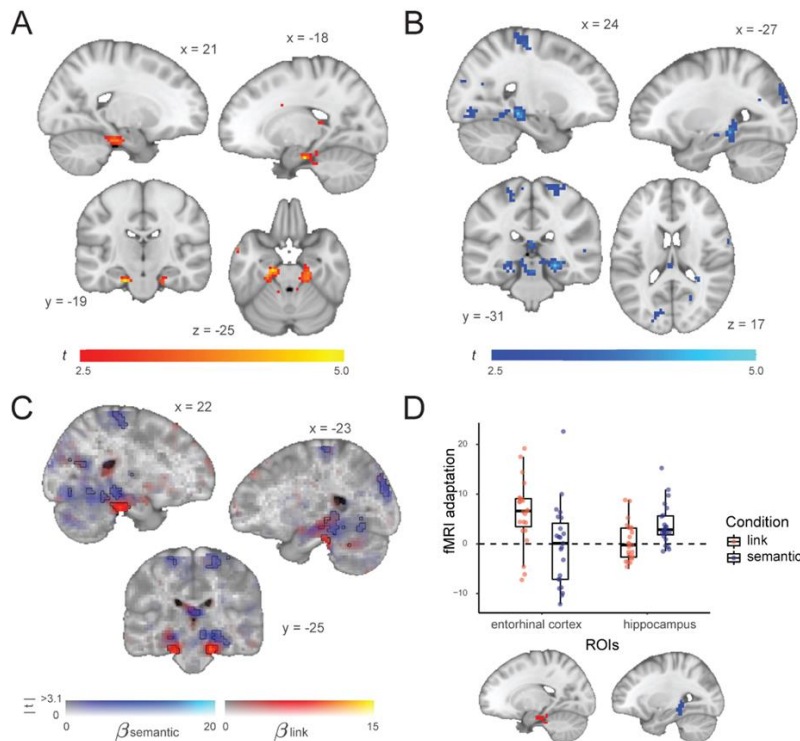 A
x = 21
x = -18
y = -19
z = -25
t
2.5
5.0
B
x = 24
x = -27
y = -31
z = 17
t
2.5
5.0
C
x = 22
x = -23
y = -25
| t |
>3.1
0
0
βsemantic
20
0
βlink
15
D
fMRI adaptation
20
10
0
−10
entorhinal cortex
hippocampus
ROIs
Condition
link
semantic